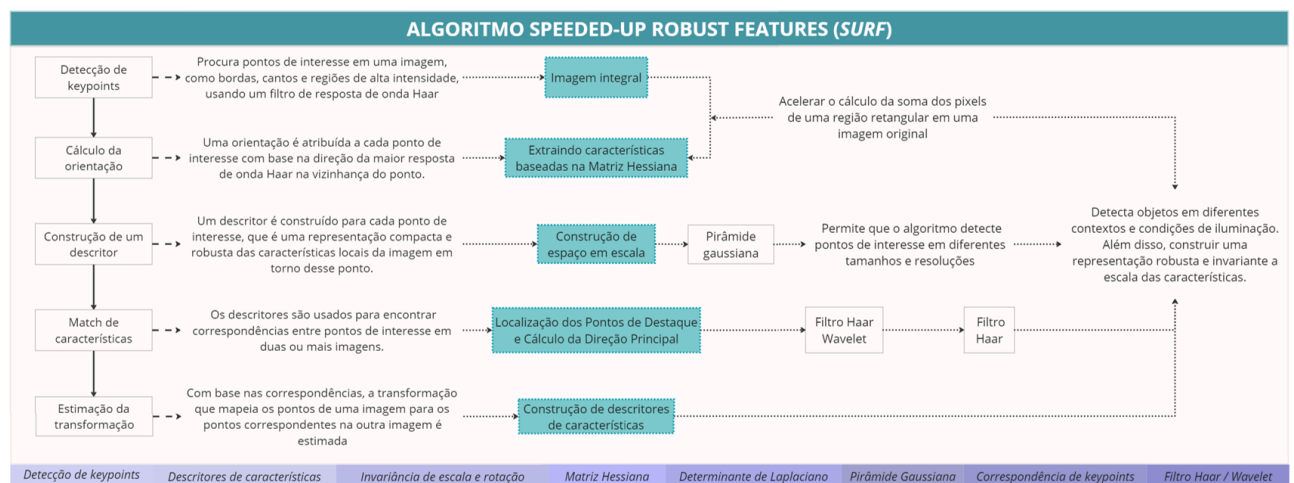 ALGORITMO SPEEDED-UP ROBUST FEATURES (SURF)
Detecção de
keypoints
Procura pontos de interesse em uma imagem,
como bordas, cantos e regiões de alta intensidade,
usando um filtro de resposta de onda Haar
Imagem integral
Acelerar o cálculo da soma dos pixels
de uma região retangular em uma
imagem original
Cálculo da
orientação
Uma orientação é atribuída a cada ponto de
interesse com base na direção da maior resposta
de onda Haar na vizinhança do ponto.
Extraindo características
baseadas na Matriz Hessiana
Construção de um
descritor
Um descritor é construído para cada ponto de
interesse, que é uma representação compacta e
robusta das características locais da imagem em
torno desse ponto.
Construção de
espaço em escala
Pirâmide
gaussiana
Permite que o algoritmo detecte
pontos de interesse em diferentes
tamanhos e resoluções
Detecta objetos em diferentes
contextos e condições de iluminação.
Além disso, construir uma
representação robusta e invariante a
escala das características.
Match de
características
Os descritores são usados para encontrar
correspondências entre pontos de interesse em
duas ou mais imagens.
Localização dos Pontos de Destaque
e Cálculo da Direção Principal
Filtro Haar
Wavelet
Filtro
Haar
Estimação da
transformação
Com base nas correspondências, a transformação
que mapeia os pontos de uma imagem para os
pontos correspondentes na outra imagem é
estimada
Construção de descritores
de características
Detecção de keypoints
Descritores de característicias
Invariância de escala e rotação
Matriz Hessiana
Determinante de Laplaciano
Pirâmide Gaussiana
Correspondência de keypoints
Filtro Haar / Wavelet